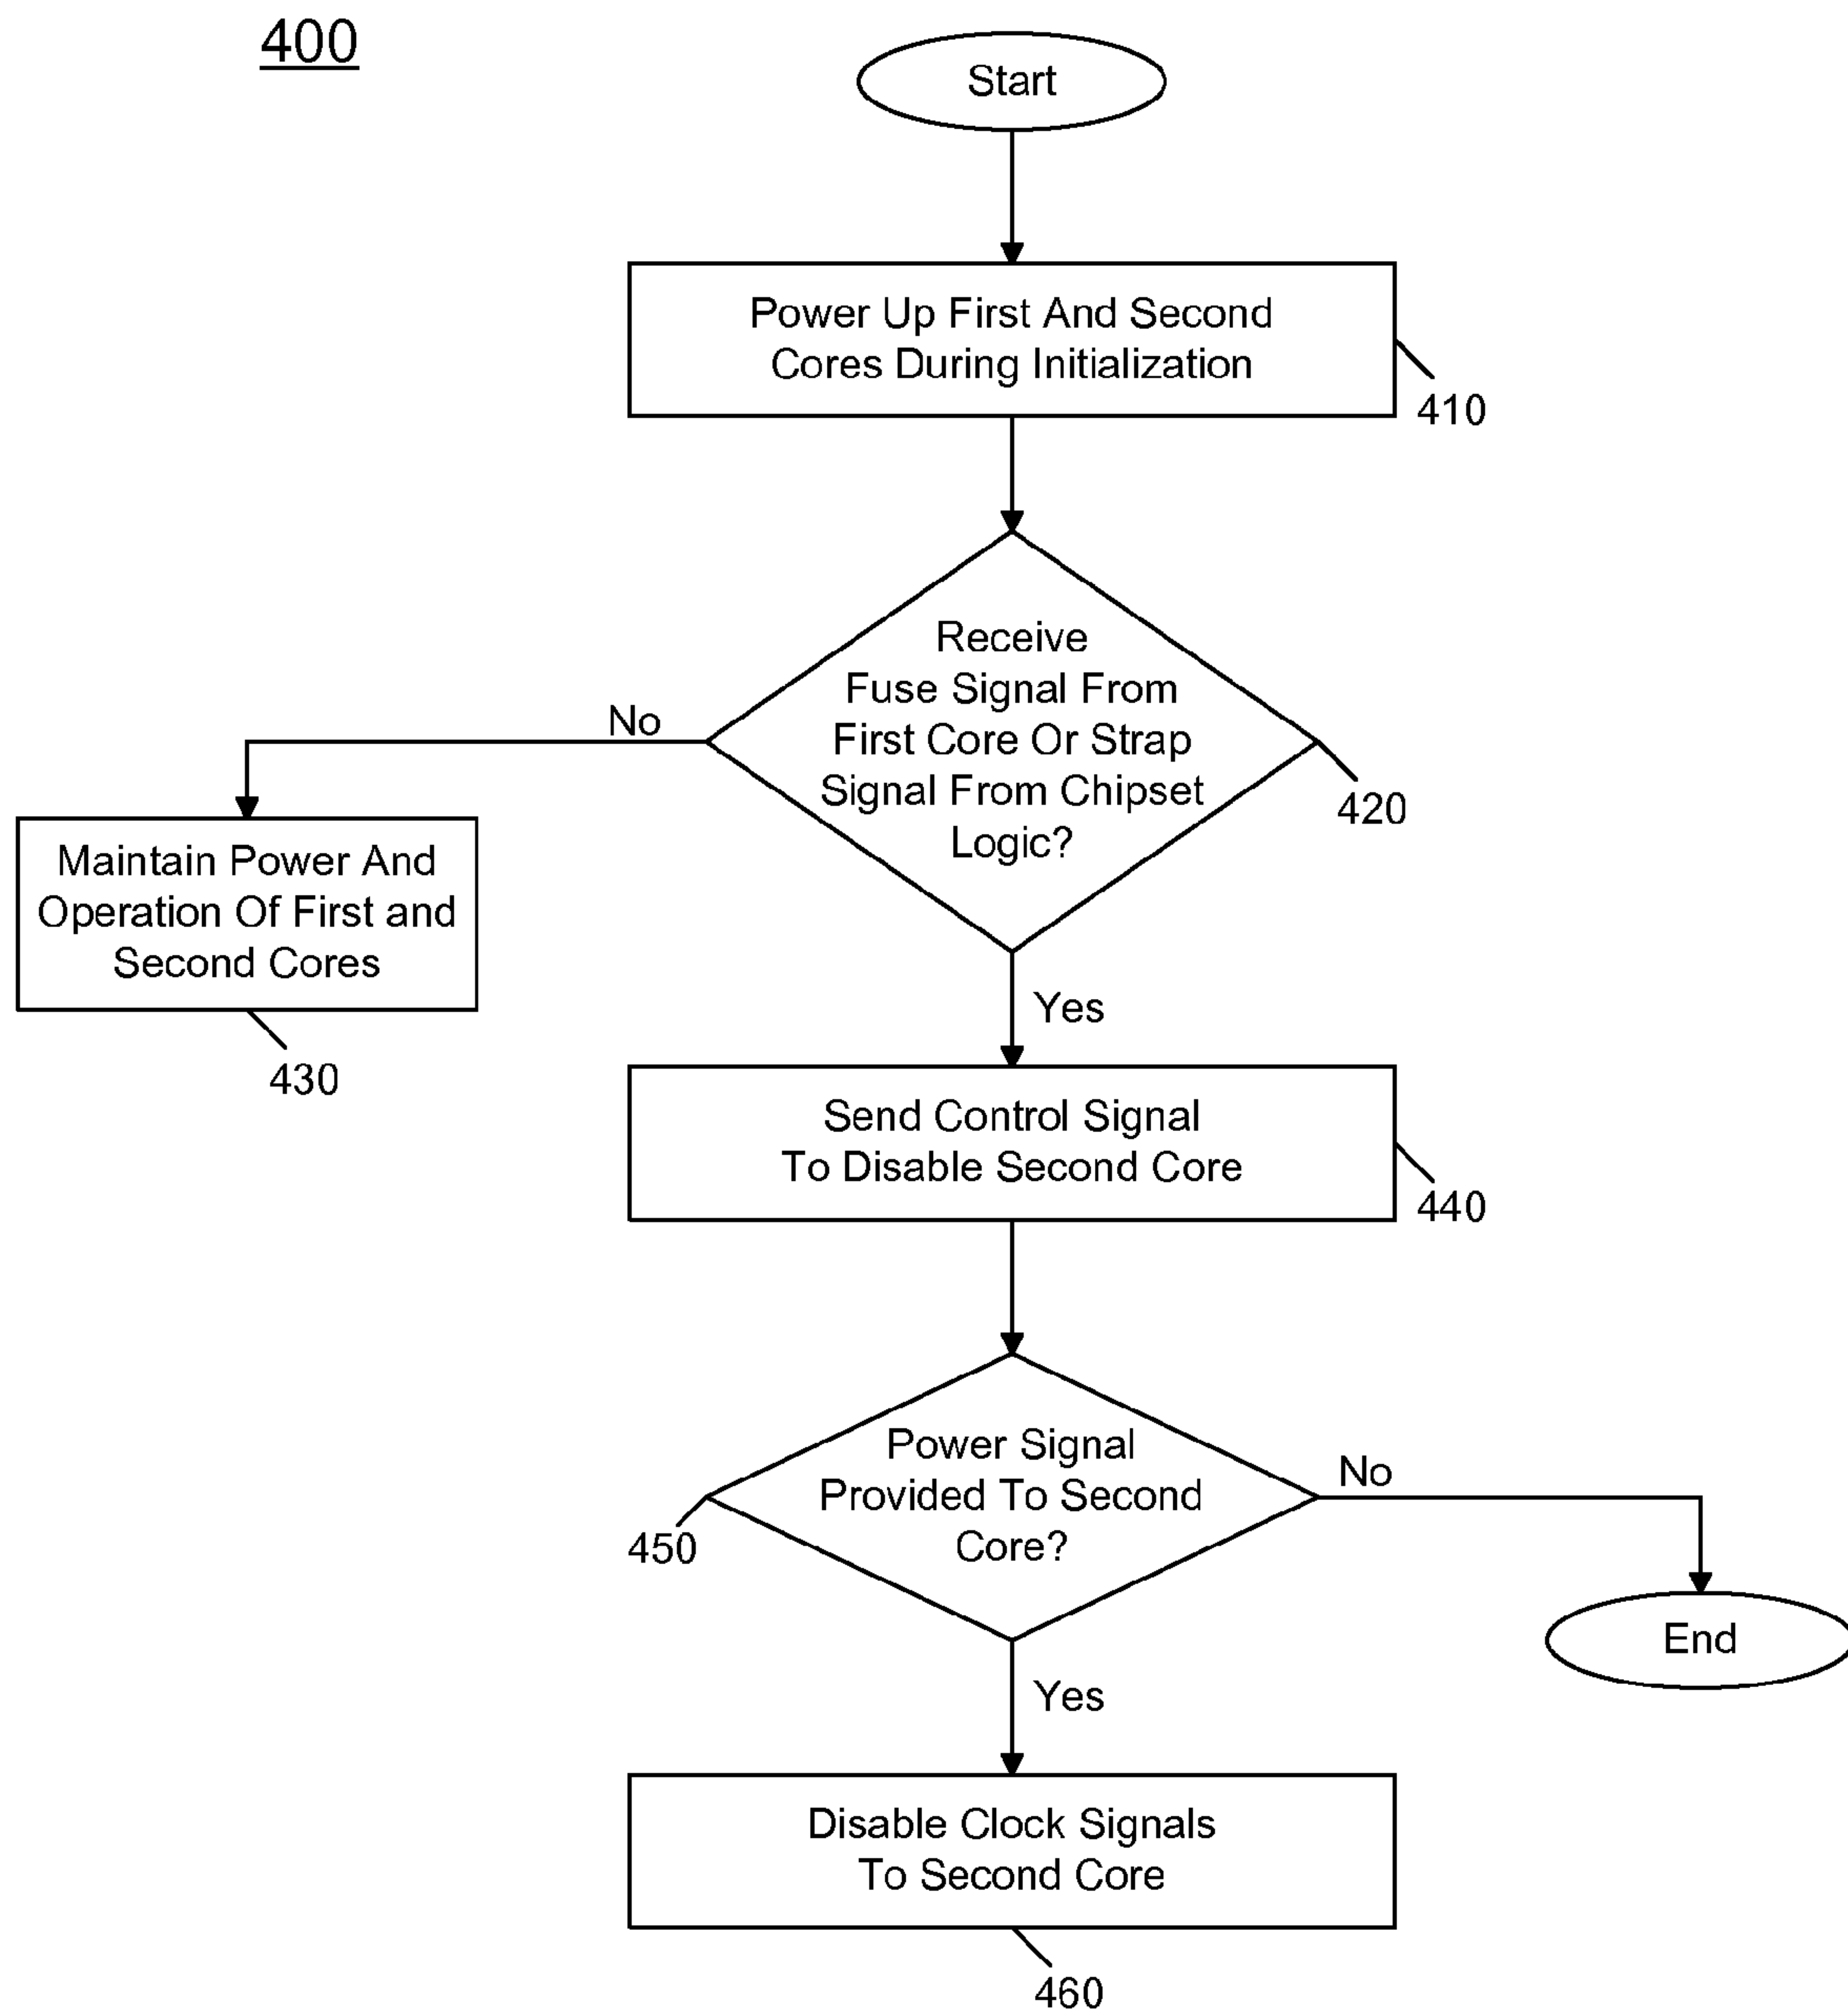 400
Start
Power Up First And Second
Cores During Initialization
410
Receive
Fuse Signal From
First Core Or Strap
Signal From Chipset
Logic?
420
No
Maintain Power And
Operation Of First and
Second Cores
430
Yes
Send Control Signal
To Disable Second Core
440
Power Signal
Provided To Second
Core?
450
No
End
Yes
Disable Clock Signals
To Second Core
460